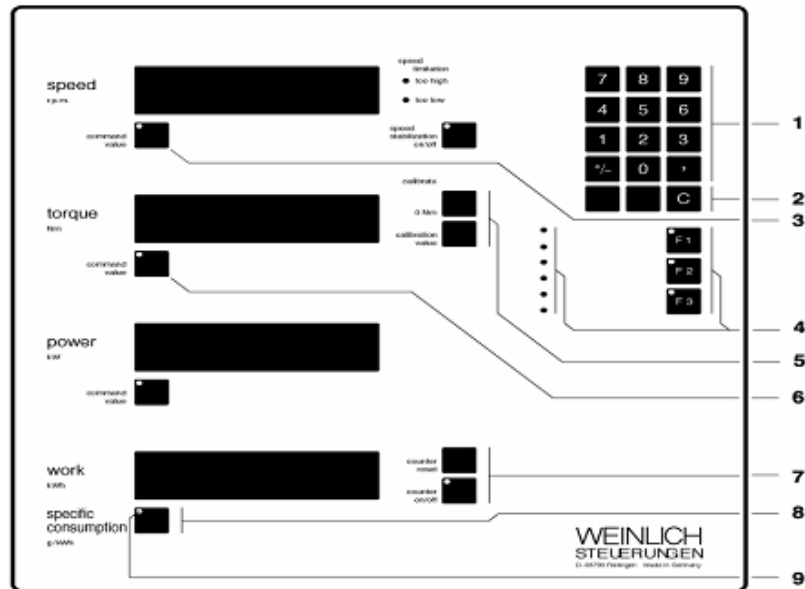 speed
r.p.m.
speed
limitation
too high
too low
command
value
speed
stabilization
on/off
7 8 9
4 5 6
1 2 3
+/- 0 ,
C
1
2
3
torque
Nm
calibrate
0 Nm
calibration
value
command
value
F 1
F 2
F 3
4
5
6
power
kW
command
value
work
kWh
counter
reset
counter
on/off
7
specific
consumption
g/kWh
8
WEINLICH
STEUERUNGEN
Made in Germany
9